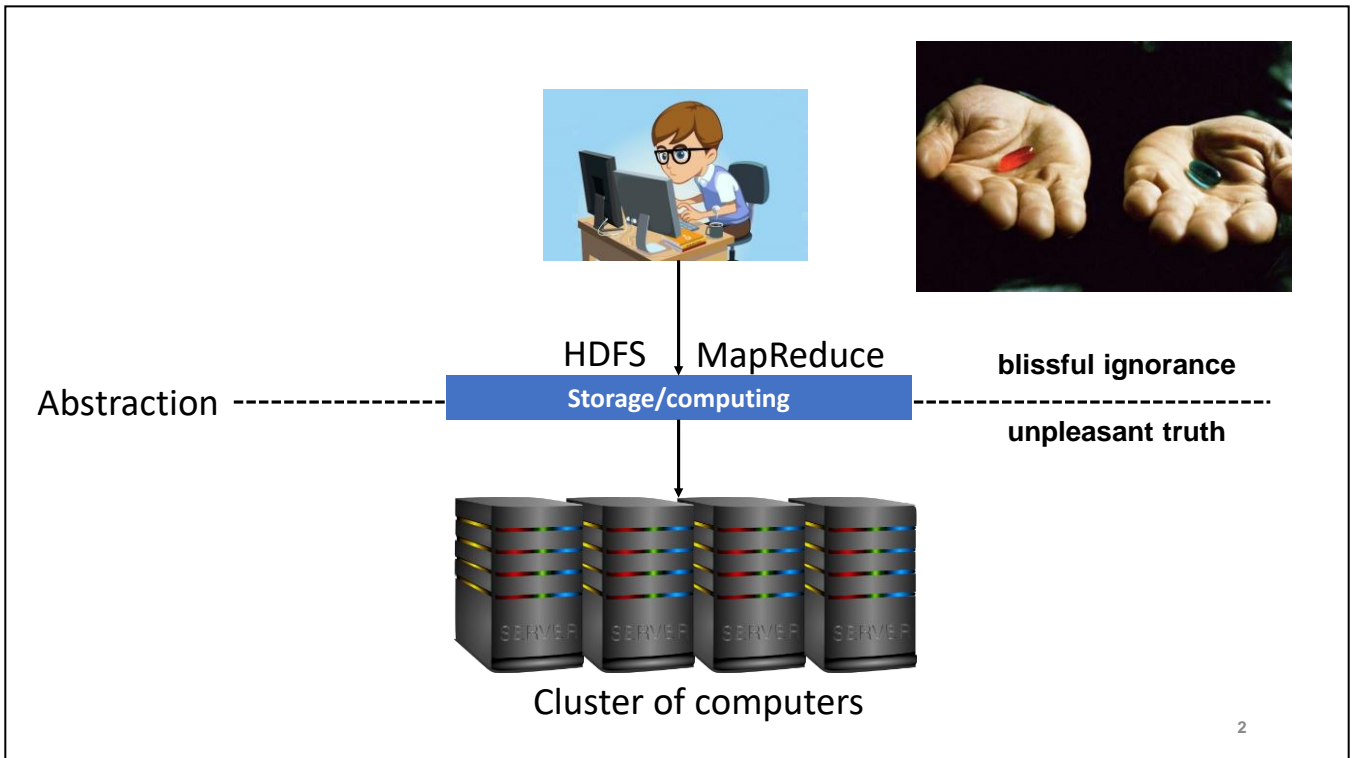 HDFS MapReduce
blissful ignorance
Abstraction
Storage/computing
unpleasant truth
SERVER SERVER SERVER SERVER
Cluster of computers
2